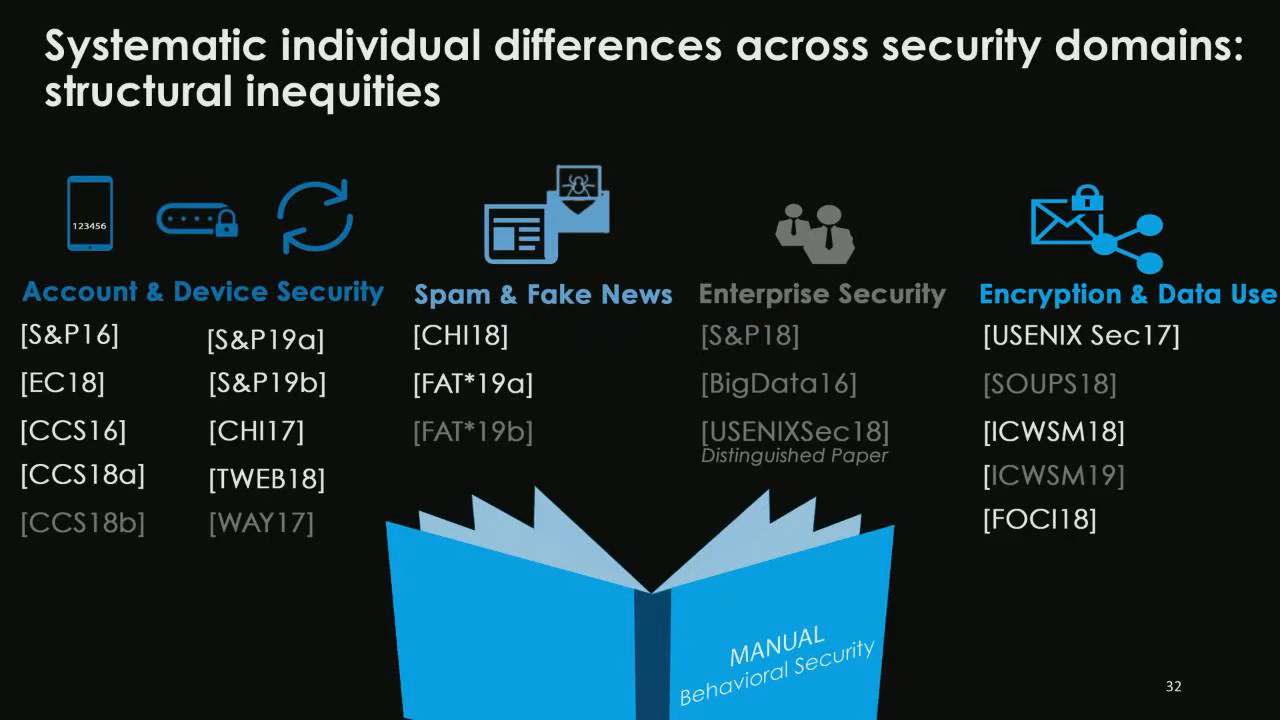 Systematic individual differences across security domains:
structural inequities
123456
Account & Device Security
[S&P16]
[EC18]
[CCS16]
[CCS18a]
[CCS18b]
[S&P19a]
[S&P19b]
[CHI17]
[TWEB18]
[WAY17]
Spam & Fake News
[CHI18]
[FAT*19a]
[FAT*19b]
Enterprise Security
[S&P18]
[BigData16]
[USENIXSec18]
Distinguished Paper
Encryption & Data Use
[USENIX Sec17]
[SOUPS18]
[ICWSM18]
[ICWSM19]
[FOCI18]
MANUAL
Behavioral Security
32